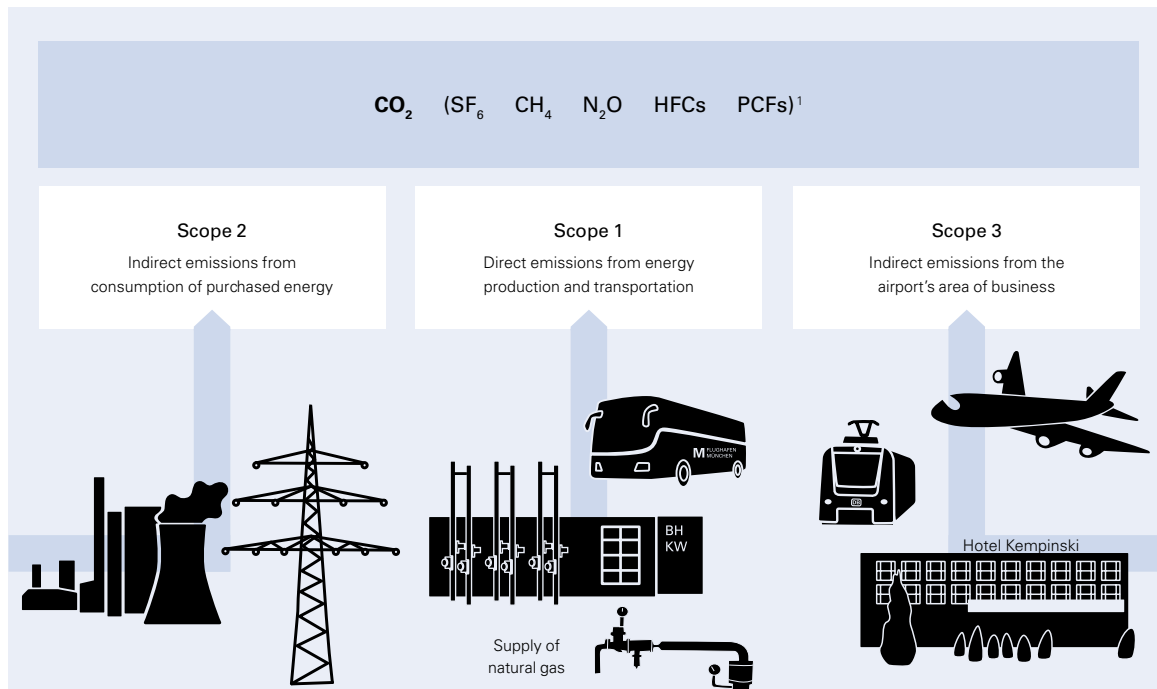 CO₂ (SF₆ CH₄ N₂O HFCs PCFs)¹
Scope 2
Indirect emissions from
consumption of purchased energy
Scope 1
Direct emissions from energy
production and transportation
Scope 3
Indirect emissions from the
airport's area of business
M FLUGHAFEN
MÜNCHEN
DB
BH
KW
Hotel Kempinski
Supply of
natural gas